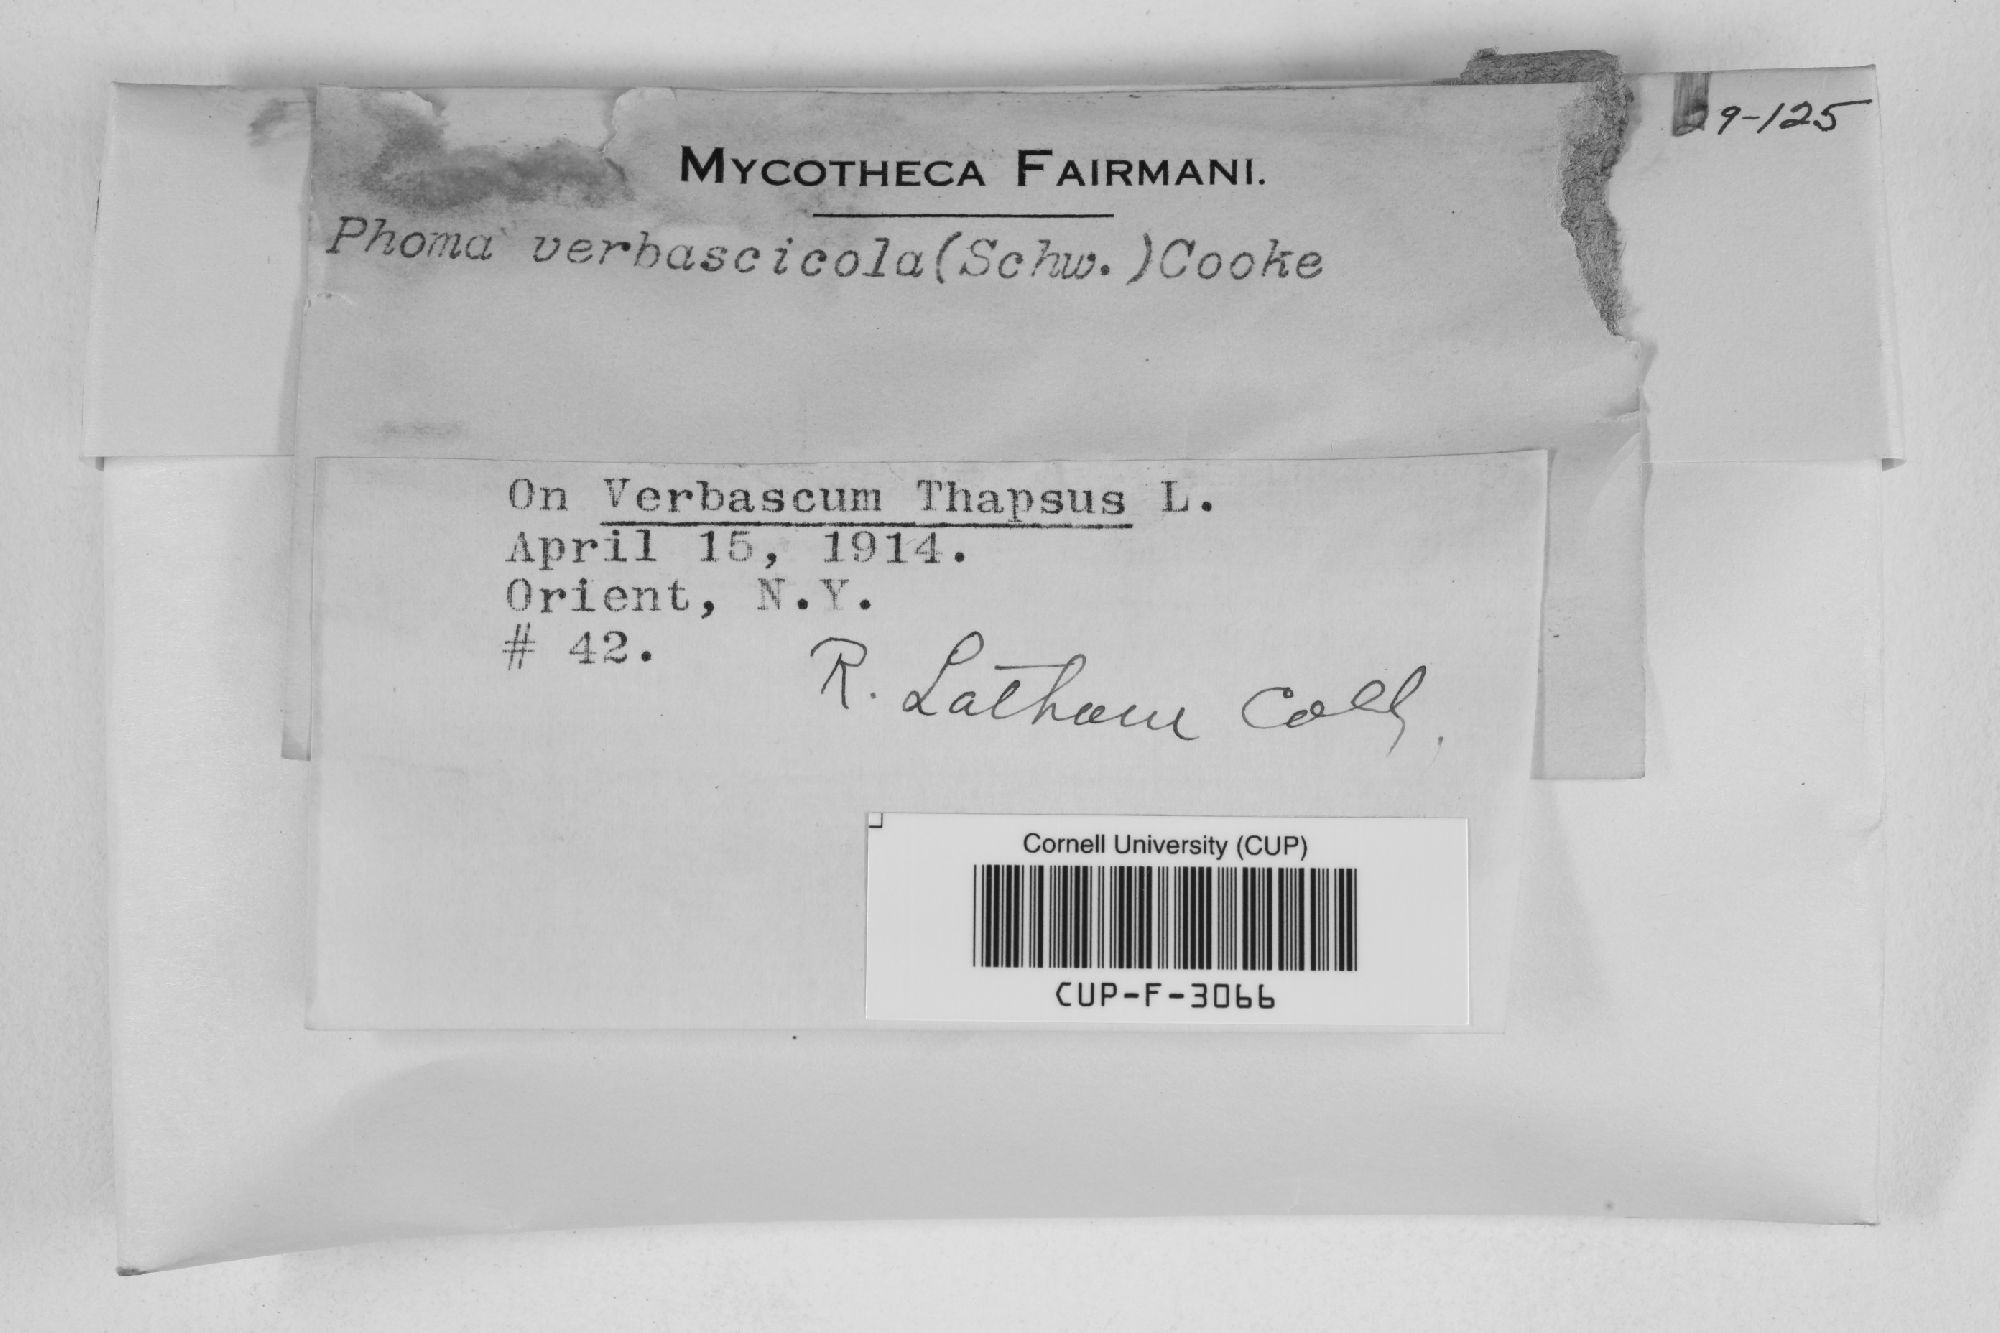 MYCOTHECA FAIRMANI.
29-125
Phoma verbascicola(Schw.)Cooke
On Verbascum Thapsus L.
April 15, 1914.
Orient, N.Y.
# 42.
R. Latham Coll.
Cornell University (CUP)
CUP-F-3066